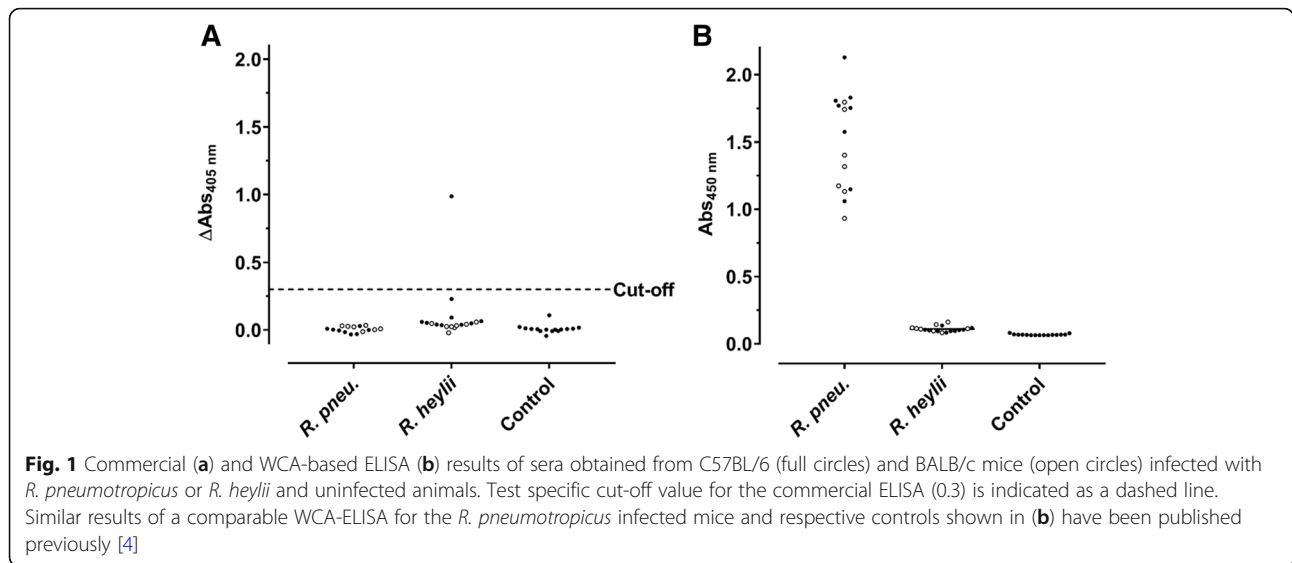 A
B
2.0
1.5
1.0
0.5
0.0
ΔAbs405 nm
Cut-off
R. pneu.
R. heylii
Control
2.0
1.5
1.0
0.5
0.0
Abs450 nm
R. pneu.
R. heylii
Control
Fig. 1 Commercial (a) and WCA-based ELISA (b) results of sera obtained from C57BL/6 (full circles) and BALB/c mice (open circles) infected with
R. pneumotropicus or R. heylii and uninfected animals. Test specific cut-off value for the commercial ELISA (0.3) is indicated as a dashed line.
Similar results of a comparable WCA-ELISA for the R. pneumotropicus infected mice and respective controls shown in (b) have been published
previously [4]